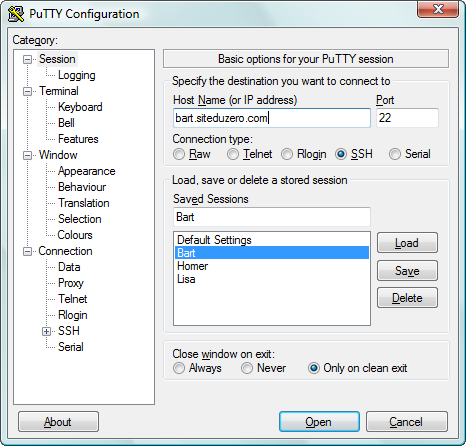 PuTTY Configuration
Category:
Session
Logging
Terminal
Keyboard
Bell
Features
Window
Appearance
Behaviour
Translation
Selection
Colours
Connection
Data
Proxy
Telnet
Rlogin
SSH
Serial
Basic options for your PuTTY session
Specify the destination you want to connect to
Host Name (or IP address) Port
bart.siteduzero.com 22
Connection type:
Raw Telnet Rlogin SSH Serial
Load, save or delete a stored session
Saved Sessions
Bart
Default Settings
Bart
Homer
Lisa
Load
Save
Delete
Close window on exit:
Always Never Only on clean exit
About Open Cancel